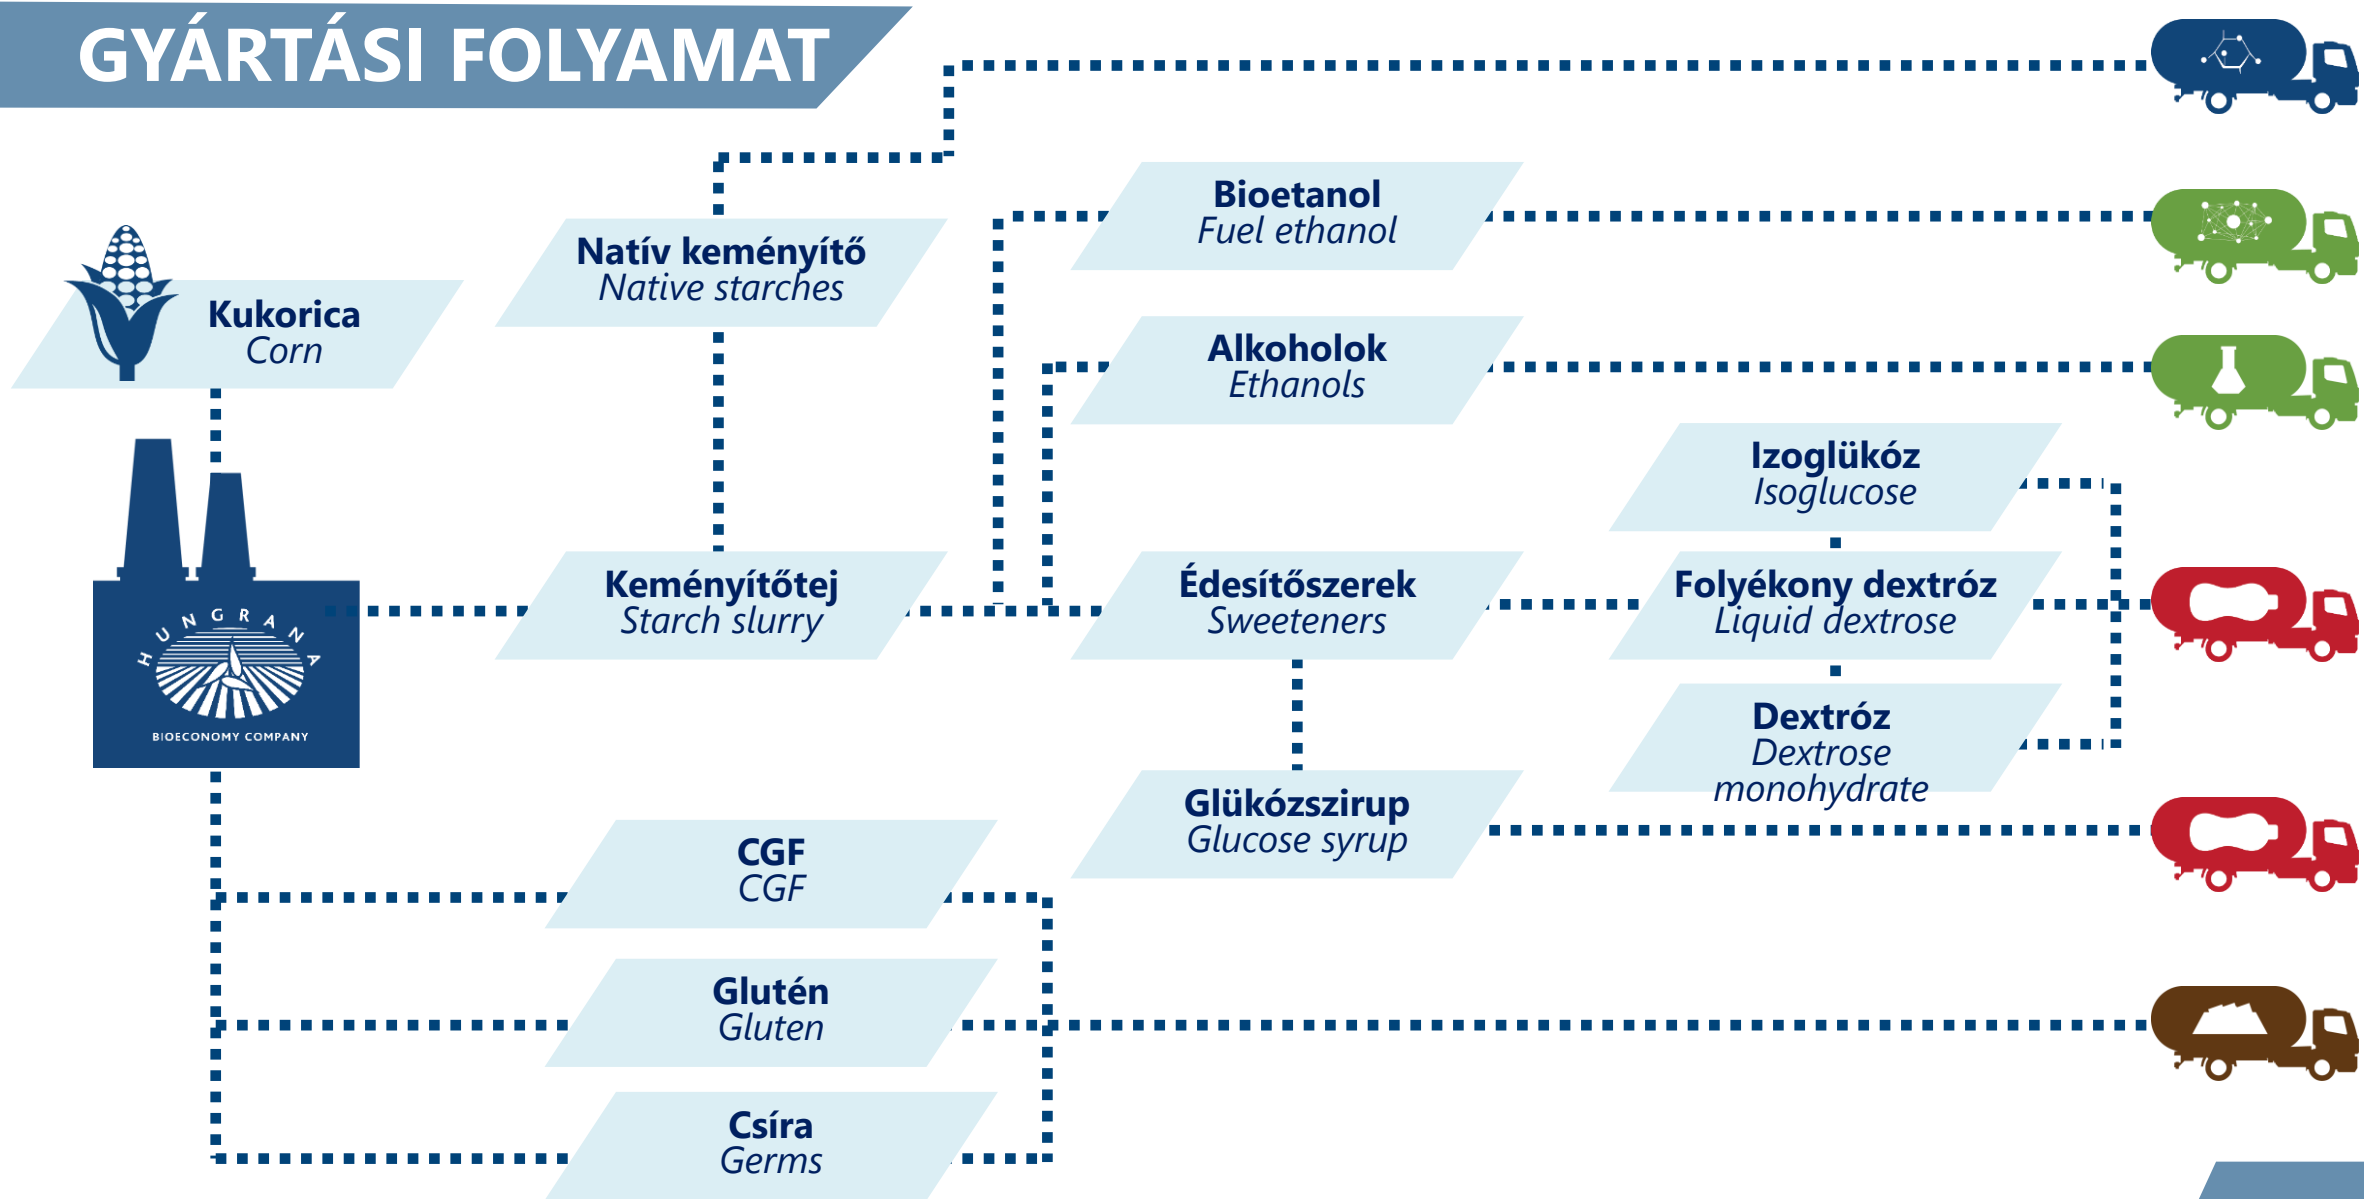 GYÁRTÁSI FOLYAMAT
Kukorica
Corn
Natív keményítő
Native starches
Bioetanol
Fuel ethanol
Alkoholok
Ethanols
Izoglükóz
Isoglucose
Keményítőtej
Starch slurry
Édesítőszerek
Sweeteners
Folyékony dextróz
Liquid dextrose
HUNGRANA
BIOECONOMY COMPANY
Dextróz
Dextrose
monohydrate
Glükózszirup
Glucose syrup
CGF
CGF
Glutén
Gluten
Csíra
Germs